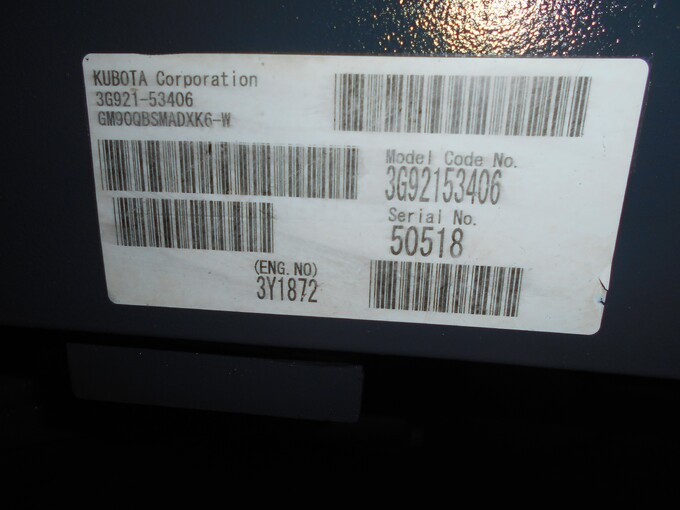 KUBOTA Corporation
3G921-53406
GM90QBSMADXK6-W
Model Code No.
3G92153406
Serial No.
50518
(ENG. NO)
3Y1872